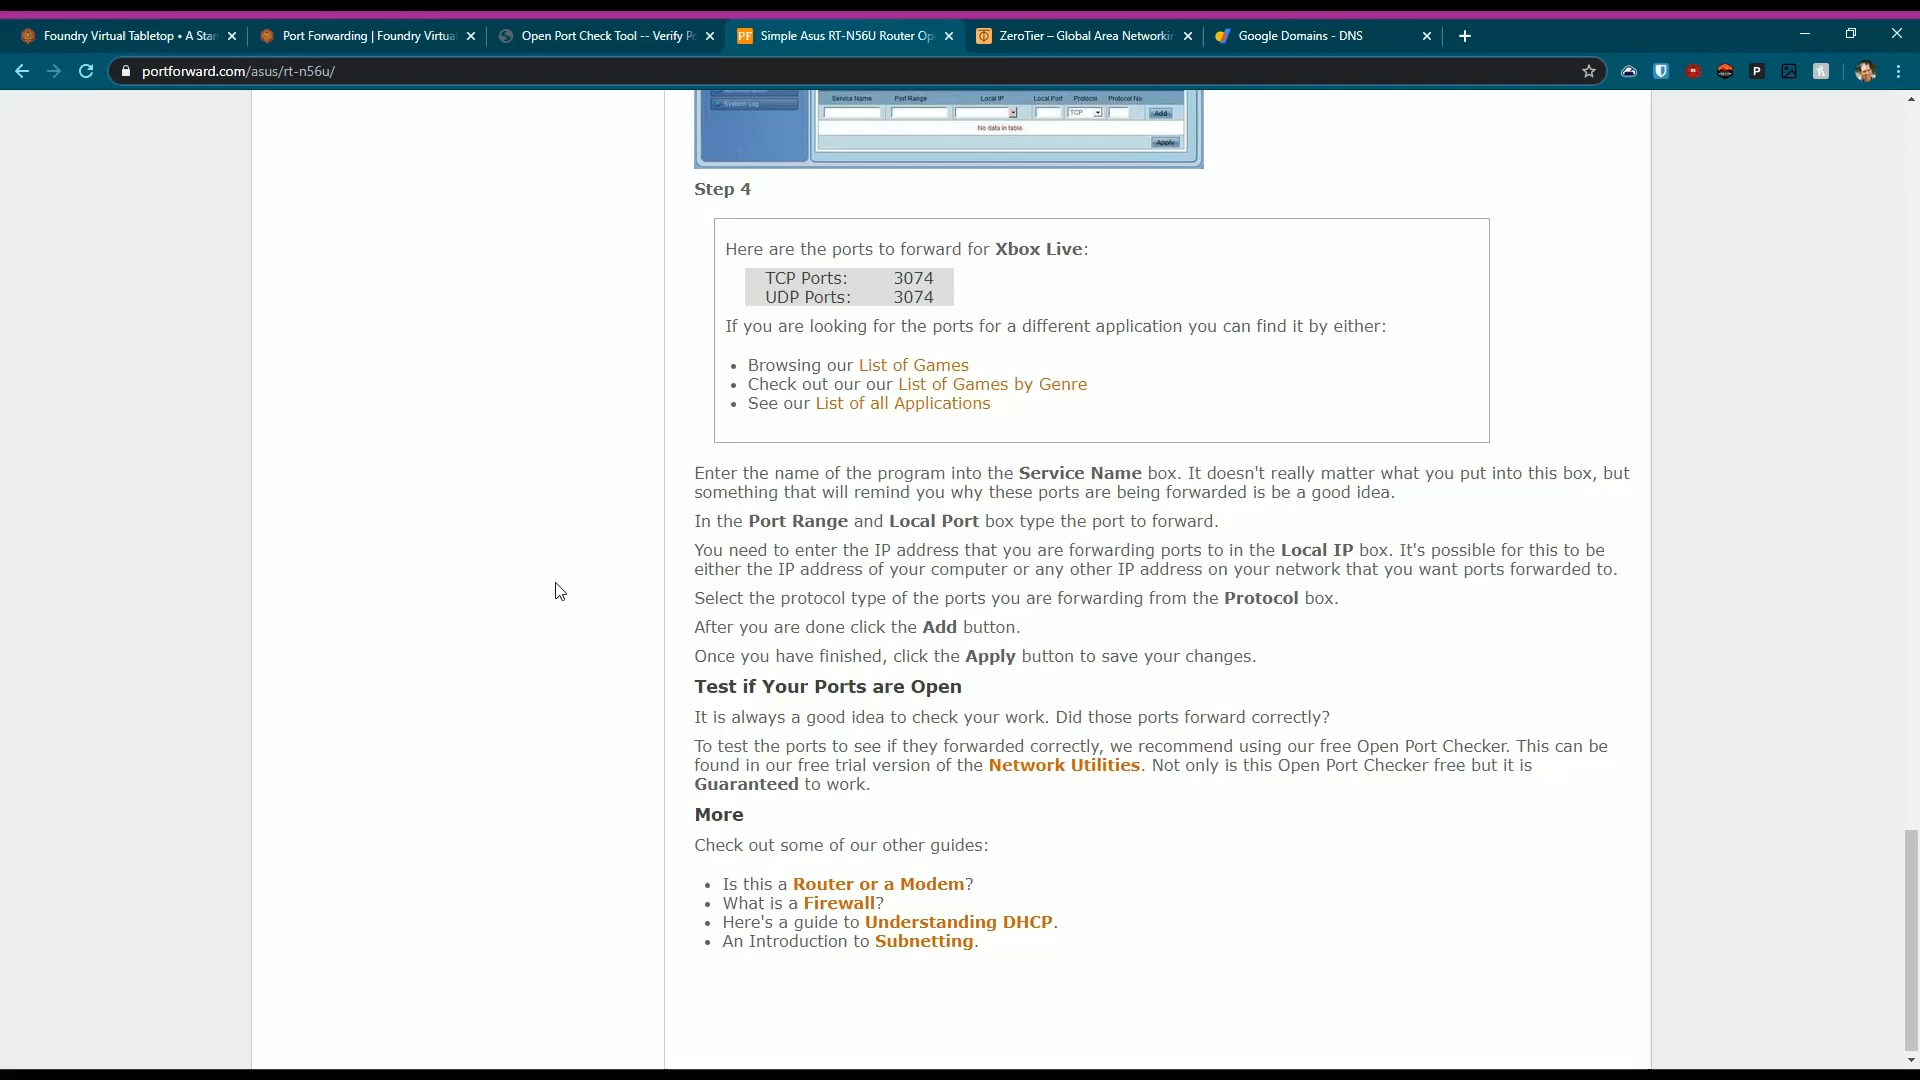 Foundry Virtual Tabletop • A Stan
Port Forwarding | Foundry Virtua
Open Port Check Tool -- Verify Po
PF Simple Asus RT-N56U Router Op
ZeroTier – Global Area Networkin
Google Domains - DNS
portforward.com/asus/rt-n56u/
System Log
Service Name Port Range Local IP Local Port Protocol Protocol No.
TCP Add
No data in table.
Apply
Step 4
Here are the ports to forward for Xbox Live:
TCP Ports: 3074
UDP Ports: 3074
If you are looking for the ports for a different application you can find it by either:
• Browsing our List of Games
• Check out our our List of Games by Genre
• See our List of all Applications
Enter the name of the program into the Service Name box. It doesn't really matter what you put into this box, but
something that will remind you why these ports are being forwarded is be a good idea.
In the Port Range and Local Port box type the port to forward.
You need to enter the IP address that you are forwarding ports to in the Local IP box. It's possible for this to be
either the IP address of your computer or any other IP address on your network that you want ports forwarded to.
Select the protocol type of the ports you are forwarding from the Protocol box.
After you are done click the Add button.
Once you have finished, click the Apply button to save your changes.
Test if Your Ports are Open
It is always a good idea to check your work. Did those ports forward correctly?
To test the ports to see if they forwarded correctly, we recommend using our free Open Port Checker. This can be
found in our free trial version of the Network Utilities. Not only is this Open Port Checker free but it is
Guaranteed to work.
More
Check out some of our other guides:
• Is this a Router or a Modem?
• What is a Firewall?
• Here's a guide to Understanding DHCP.
• An Introduction to Subnetting.